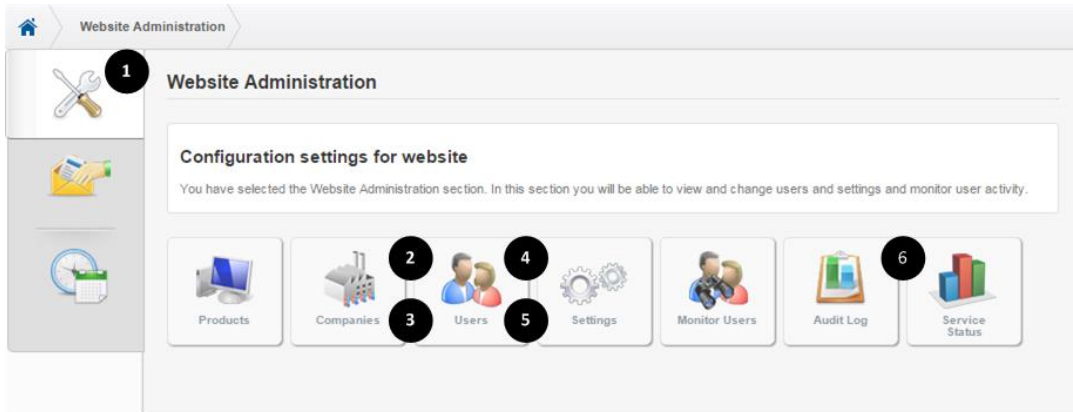 Website Administration
1
Website Administration
Configuration settings for website
You have selected the Website Administration section. In this section you will be able to view and change users and settings and monitor user activity.
2
4
6
3
5
Products
Companies
Users
Settings
Monitor Users
Audit Log
Service
Status